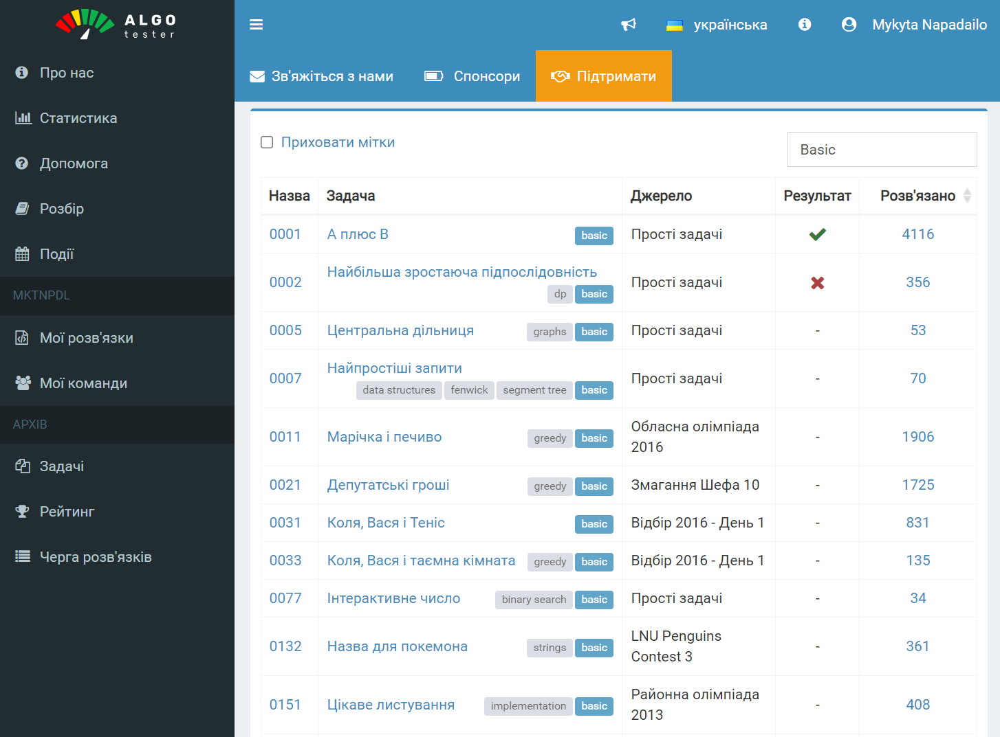 ALGO
tester
українська
Mykyta Napadailo
Зв'яжіться з нами
Спонсори
Підтримати
Про нас
Статистика
Допомога
Розбір
Події
MKTNPDL
Мої розв'язки
Мої команди
АРХІВ
Задачі
Рейтинг
Черга розв'язків
Приховати мітки
Basic
Назва Задача Джерело Результат Розв'язано
0001 А плюс В basic Прості задачі 4116
0002 Найбільша зростаюча підпослідовність dp basic Прості задачі 356
0005 Центральна дільниця graphs basic Прості задачі - 53
0007 Найпростіші запити data structures fenwick segment tree basic Прості задачі - 70
0011 Марічка і печиво greedy basic Обласна олімпіада
2016 - 1906
0021 Депутатські гроші greedy basic Змагання Шефа 10 - 1725
0031 Коля, Вася і Теніс basic Відбір 2016 - День 1 - 831
0033 Коля, Вася і таємна кімната greedy basic Відбір 2016 - День 1 - 135
0077 Інтерактивне число binary search basic Прості задачі - 34
0132 Назва для покемона strings basic LNU Penguins
Contest 3 - 361
0151 Цікаве листування implementation basic Районна олімпіада
2013 - 408